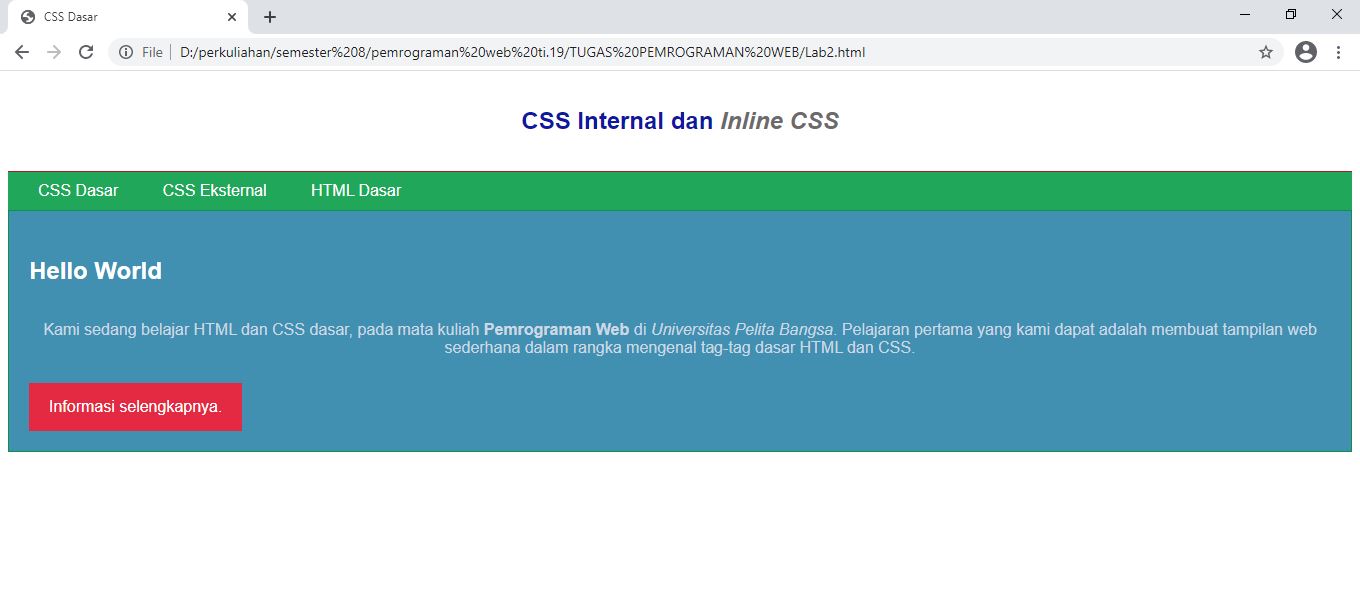 CSS Dasar
File
D:/perkuliahan/semester%208/pemrograman%20web%20ti.19/TUGAS%20PEMROGRAMAN%20WEB/Lab2.html
CSS Internal dan Inline CSS
CSS Dasar CSS Eksternal HTML Dasar
Hello World
Kami sedang belajar HTML dan CSS dasar, pada mata kuliah Pemrograman Web di Universitas Pelita Bangsa. Pelajaran pertama yang kami dapat adalah membuat tampilan web
sederhana dalam rangka mengenal tag-tag dasar HTML dan CSS.
Informasi selengkapnya.